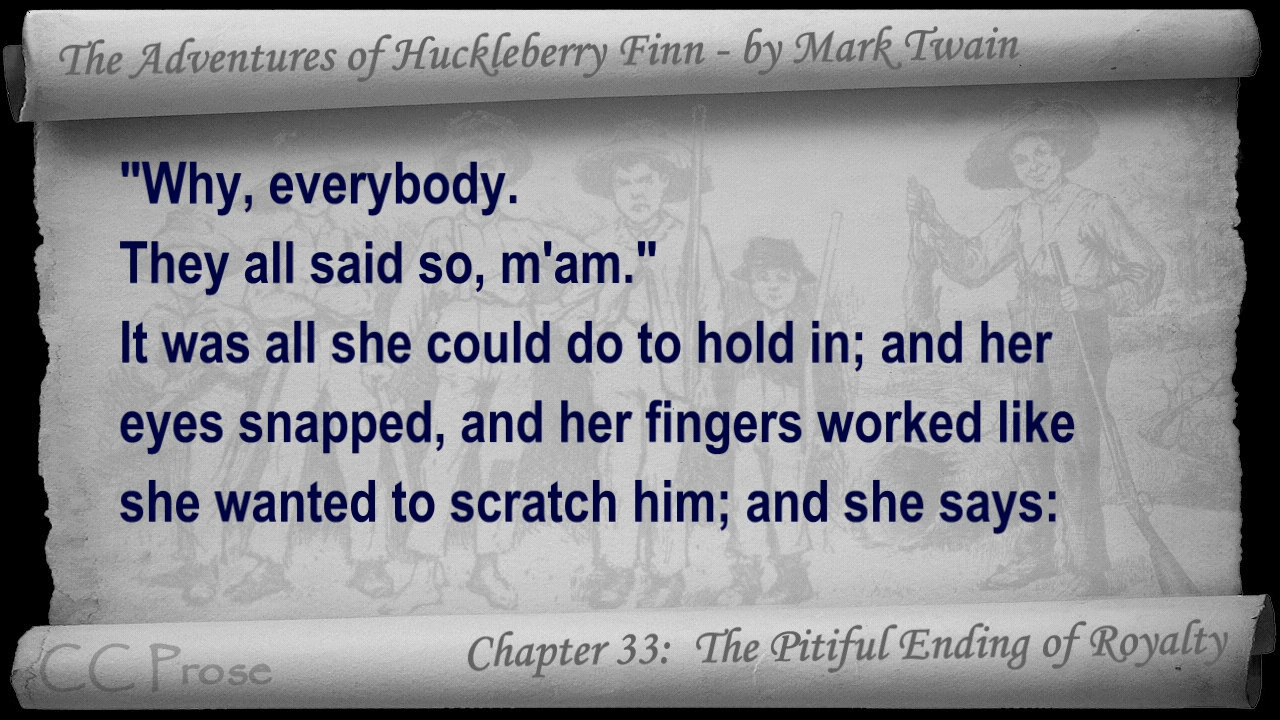 The Adventures of Huckleberry Finn - by Mark Twain
"Why, everybody.
They all said so, m'am."
It was all she could do to hold in; and her
eyes snapped, and her fingers worked like
she wanted to scratch him; and she says:
Chapter 33: The Pitiful Ending of Royalty
CC Prose